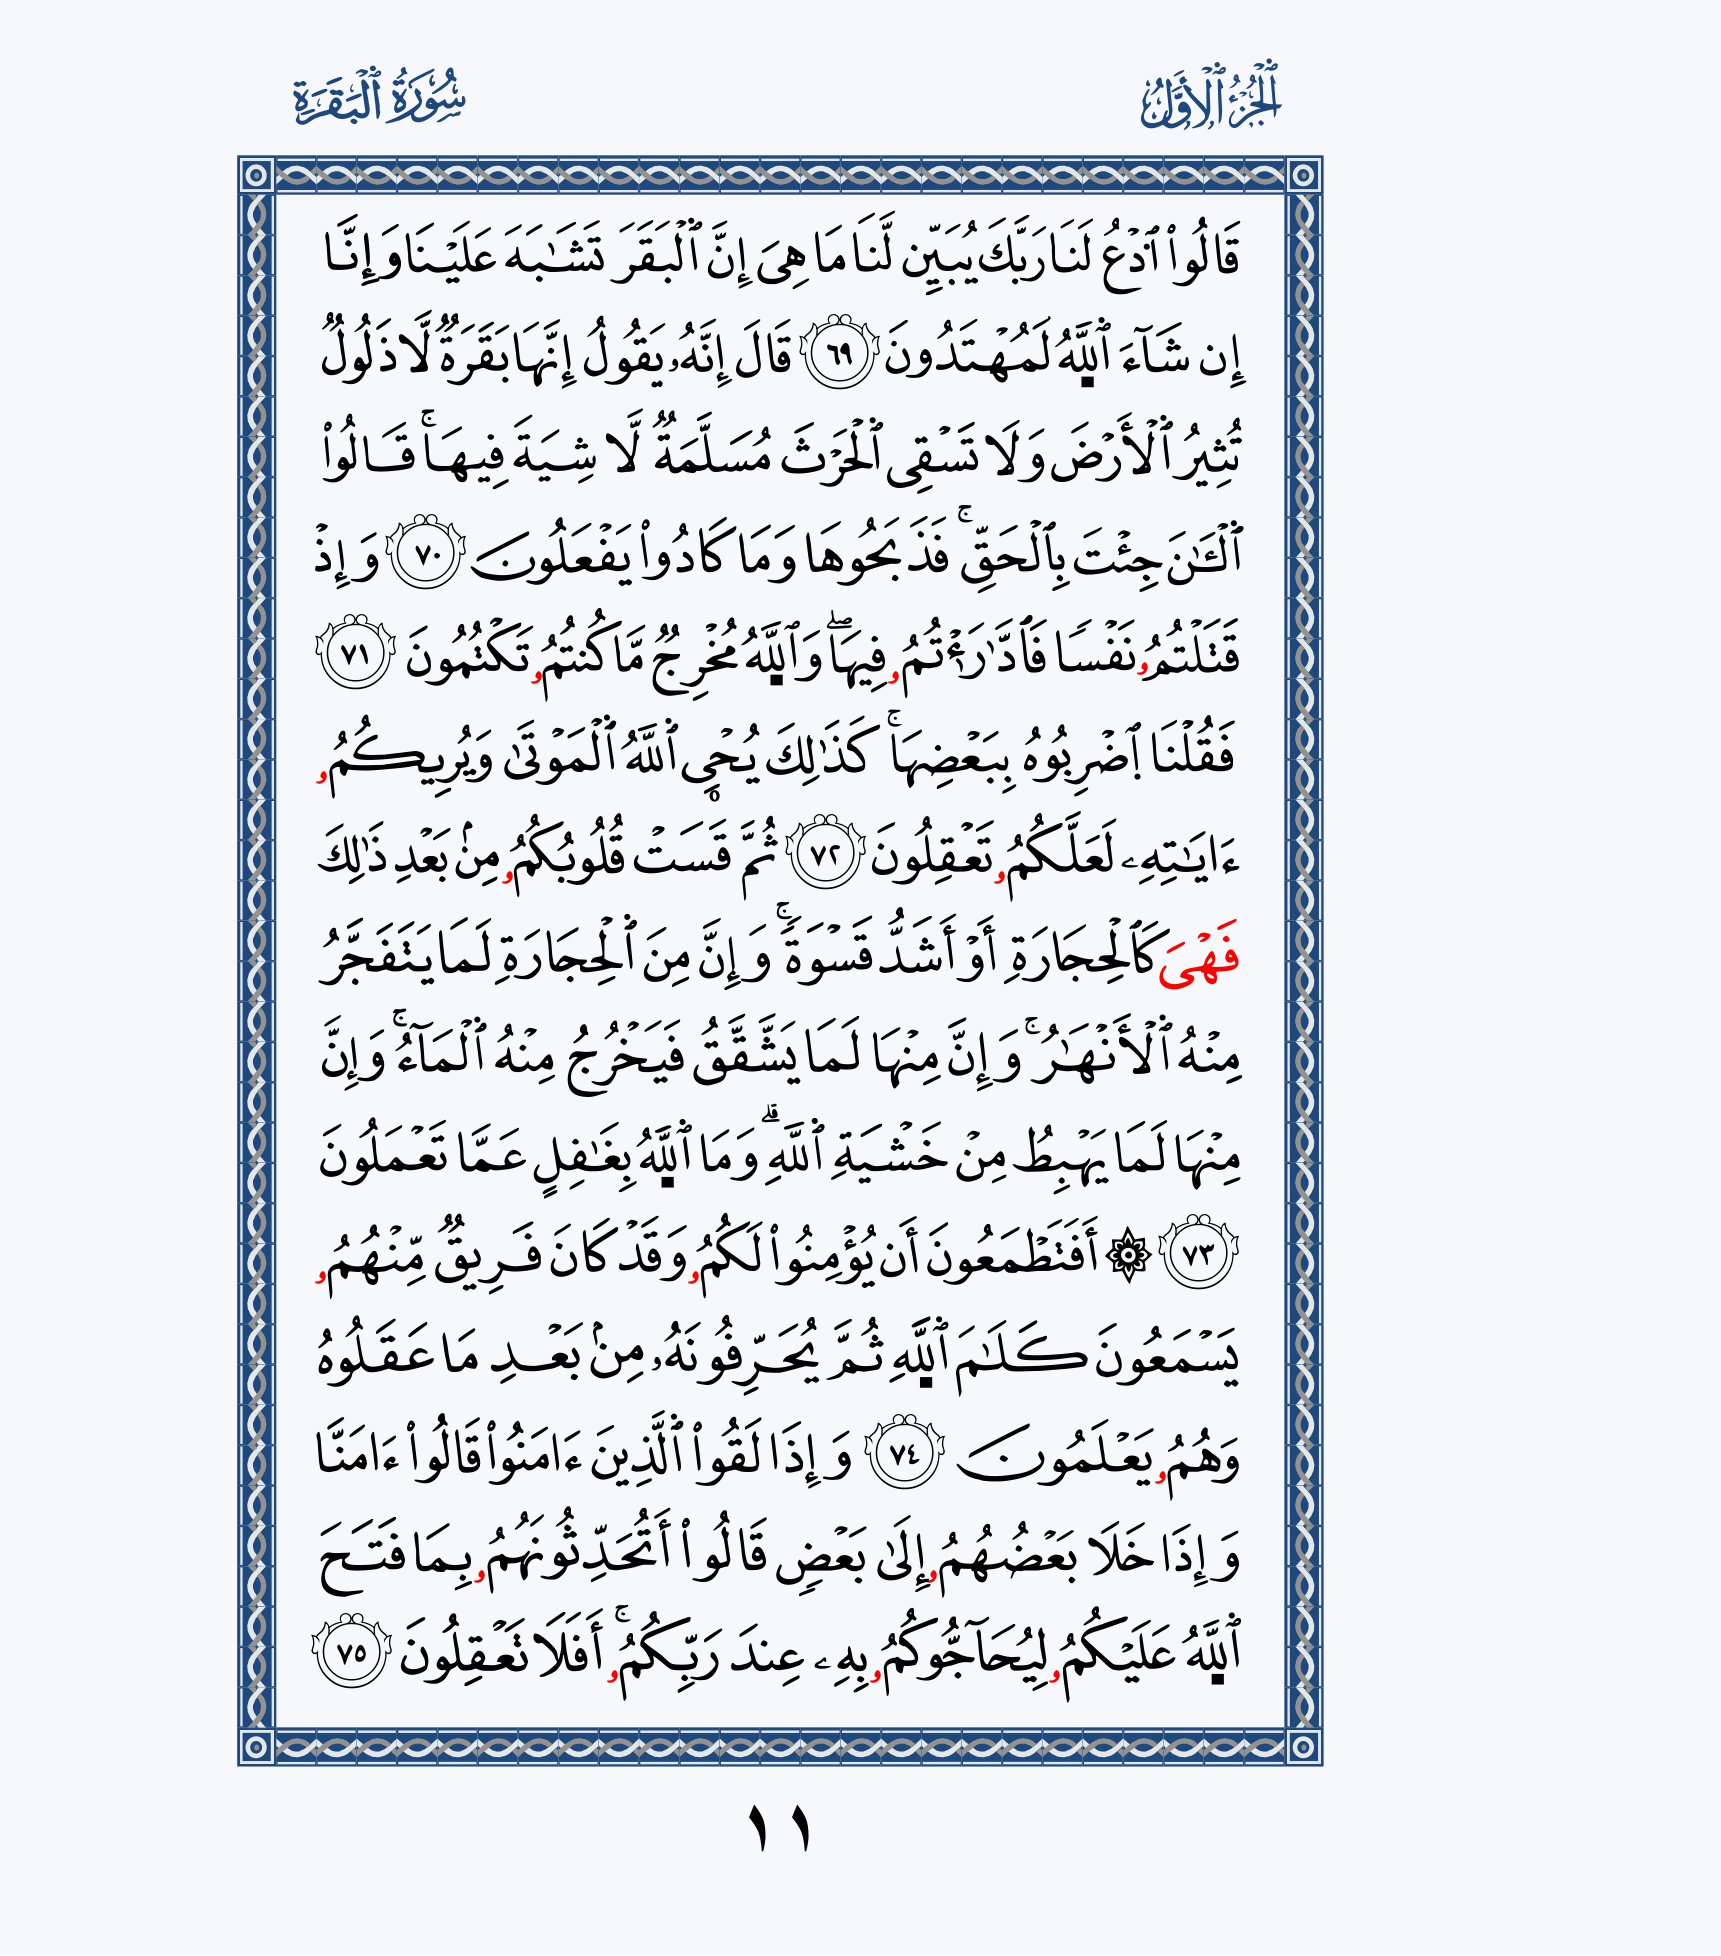 ٱلۡجُزۡءُ ٱلۡأَوَّلُ
سُورَةُ ٱلۡبَقَرَةِ
قَالُواْ ٱدۡعُ لَنَا رَبَّكَ يُبَيِّن لَّنَا مَا هِيَ إِنَّ ٱلۡبَقَرَ تَشَٰبَهَ عَلَيۡنَا وَإِنَّا
إِن شَآءَ ٱللَّهُ لَمُهۡتَدُونَ ٦٩ قَالَ إِنَّهُۥ يَقُولُ إِنَّهَا بَقَرَةٞ لَّا ذَلُولٞ
تُثِيرُ ٱلۡأَرۡضَ وَلَا تَسۡقِي ٱلۡحَرۡثَ مُسَلَّمَةٞ لَّا شِيَةَ فِيهَاۚ قَالُواْ
ٱلۡـَٰٔنَ جِئۡتَ بِٱلۡحَقِّۚ فَذَبَحُوهَا وَمَا كَادُواْ يَفۡعَلُونَ ٧٠ وَإِذۡ
قَتَلۡتُمُۥ نَفۡسٗا فَٱدَّٰرَٰٔتُمُۥ فِيهَاۖ وَٱللَّهُ مُخۡرِجٞ مَّا كُنتُمُۥ تَكۡتُمُونَ ٧١
فَقُلۡنَا ٱضۡرِبُوهُ بِبَعۡضِهَاۚ كَذَٰلِكَ يُحۡيِ ٱللَّهُ ٱلۡمَوۡتَىٰ وَيُرِيكُمُۥ
ءَايَٰتِهِۦ لَعَلَّكُمُۥ تَعۡقِلُونَ ٧٢ ثُمَّ قَسَتۡ قُلُوبُكُمُۥ مِنۢ بَعۡدِ ذَٰلِكَ
فَهۡيَ كَٱلۡحِجَارَةِ أَوۡ أَشَدُّ قَسۡوَةٗۚ وَإِنَّ مِنَ ٱلۡحِجَارَةِ لَمَا يَتَفَجَّرُ
مِنۡهُ ٱلۡأَنۡهَٰرُۚ وَإِنَّ مِنۡهَا لَمَا يَشَّقَّقُ فَيَخۡرُجُ مِنۡهُ ٱلۡمَآءُۚ وَإِنَّ
مِنۡهَا لَمَا يَهۡبِطُ مِنۡ خَشۡيَةِ ٱللَّهِۗ وَمَا ٱللَّهُ بِغَٰفِلٍ عَمَّا تَعۡمَلُونَ
٧٣ ۞ أَفَتَطۡمَعُونَ أَن يُؤۡمِنُواْ لَكُمُۥ وَقَدۡ كَانَ فَرِيقٞ مِّنۡهُمُۥ
يَسۡمَعُونَ كَلَٰمَ ٱللَّهِ ثُمَّ يُحَرِّفُونَهُۥ مِنۢ بَعۡدِ مَا عَقَلُوهُ
وَهُمُۥ يَعۡلَمُونَ ٧٤ وَإِذَا لَقُواْ ٱلَّذِينَ ءَامَنُواْ قَالُواْ ءَامَنَّا
وَإِذَا خَلَا بَعۡضُهُمُۥ إِلَىٰ بَعۡضٖ قَالُواْ أَتُحَدِّثُونَهُمُۥ بِمَا فَتَحَ
ٱللَّهُ عَلَيۡكُمُۥ لِيُحَآجُّوكُمُۥ بِهِۦ عِندَ رَبِّكُمُۥۚ أَفَلَا تَعۡقِلُونَ ٧٥
١١